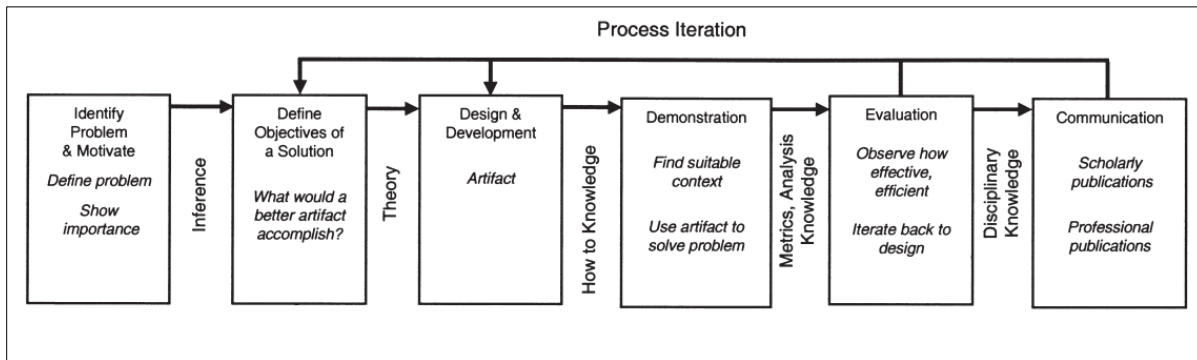 Process Iteration
Identify
Problem
& Motivate
Define problem
Show
importance
Inference
Define
Objectives of
a Solution
What would a
better artifact
accomplish?
Theory
Design &
Development
Artifact
How to Knowledge
Demonstration
Find suitable
context
Use artifact to
solve problem
Metrics, Analysis
Knowledge
Evaluation
Observe how
effective,
efficient
Iterate back to
design
Disciplinary
Knowledge
Communication
Scholarly
publications
Professional
publications